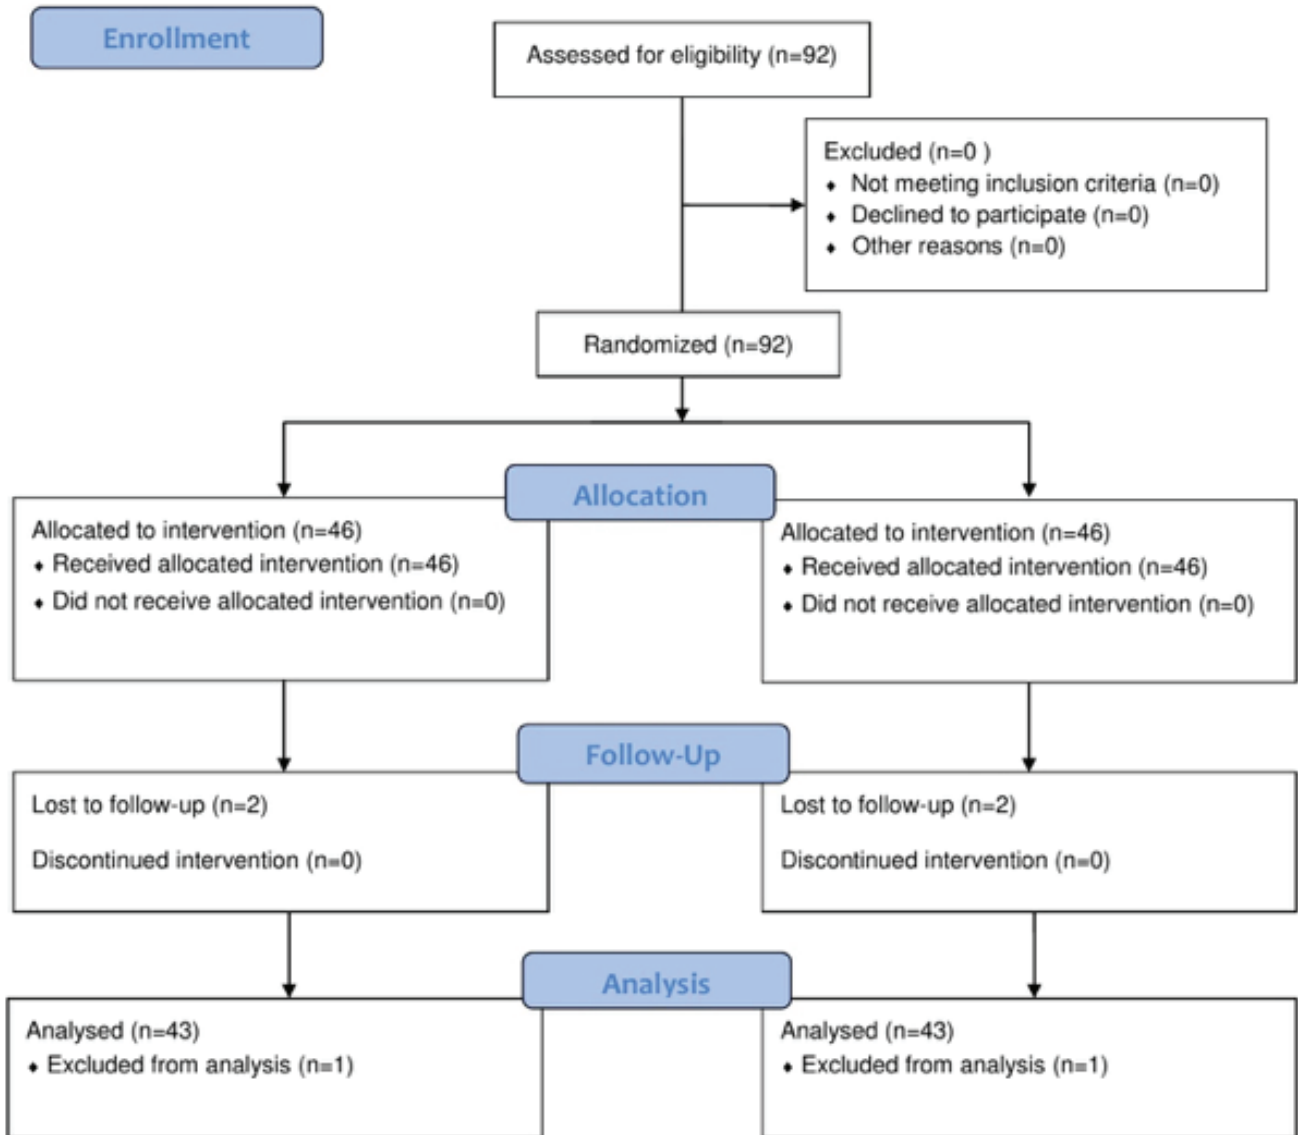 Enrollment
Assessed for eligibility (n=92)
Excluded (n=0 )
⬧ Not meeting inclusion criteria (n=0)
⬧ Declined to participate (n=0)
⬧ Other reasons (n=0)
Randomized (n=92)
Allocation
Allocated to intervention (n=46)
⬧ Received allocated intervention (n=46)
⬧ Did not receive allocated intervention (n=0)
Allocated to intervention (n=46)
⬧ Received allocated intervention (n=46)
⬧ Did not receive allocated intervention (n=0)
Follow-Up
Lost to follow-up (n=2)
Discontinued intervention (n=0)
Lost to follow-up (n=2)
Discontinued intervention (n=0)
Analysis
Analysed (n=43)
⬧ Excluded from analysis (n=1)
Analysed (n=43)
⬧ Excluded from analysis (n=1)